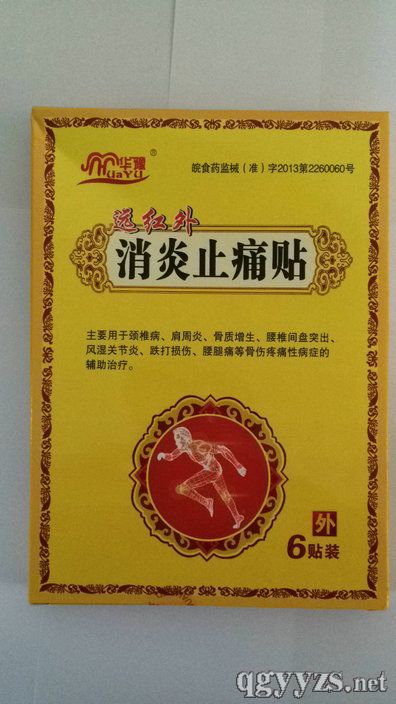 华豫®
HUAYU
皖食药监械（准）字2013第2260060号
远红外
消炎止痛贴
主要用于颈椎病、肩周炎、骨质增生、腰椎间盘突出、
风湿关节炎、跌打损伤、腰腿痛等骨伤疼痛性病症的
辅助治疗。
外
6贴装
qgyyzs.net